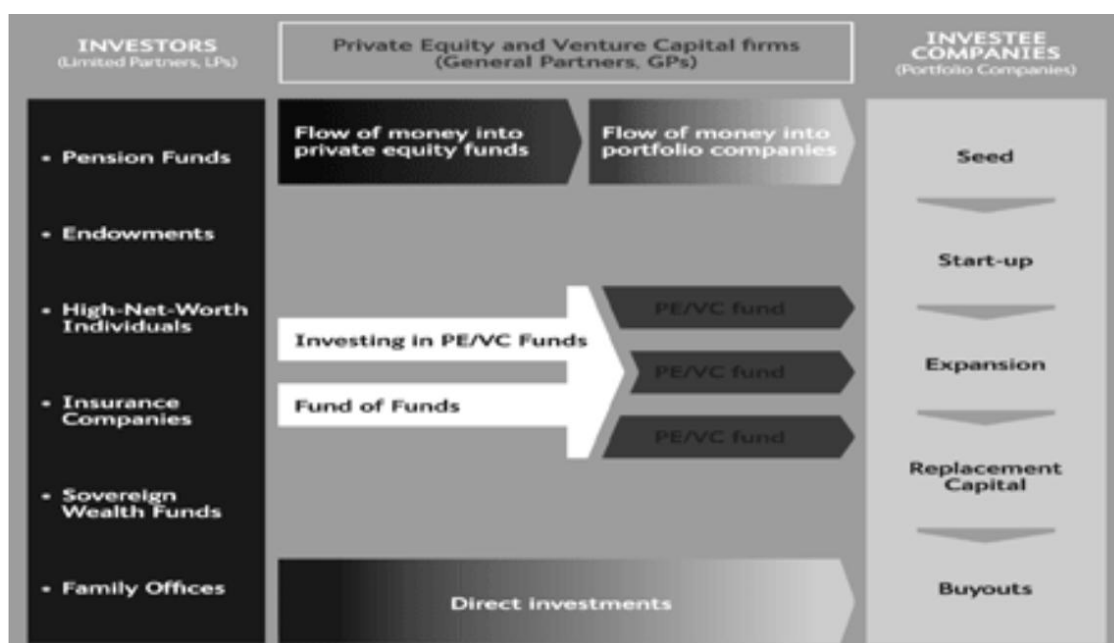 INVESTORS
(Limited Partners, LPs)
Private Equity and Venture Capital firms
(General Partners, GPs)
INVESTEE
COMPANIES
(Portfolio Companies)
• Pension Funds
• Endowments
• High-Net-Worth
Individuals
• Insurance
Companies
• Sovereign
Wealth Funds
• Family Offices
Flow of money into
private equity funds
Flow of money into
portfolio companies
Investing in PE/VC Funds
Fund of Funds
PE/VC fund
PE/VC fund
PE/VC fund
Direct investments
Seed
Start-up
Expansion
Replacement
Capital
Buyouts